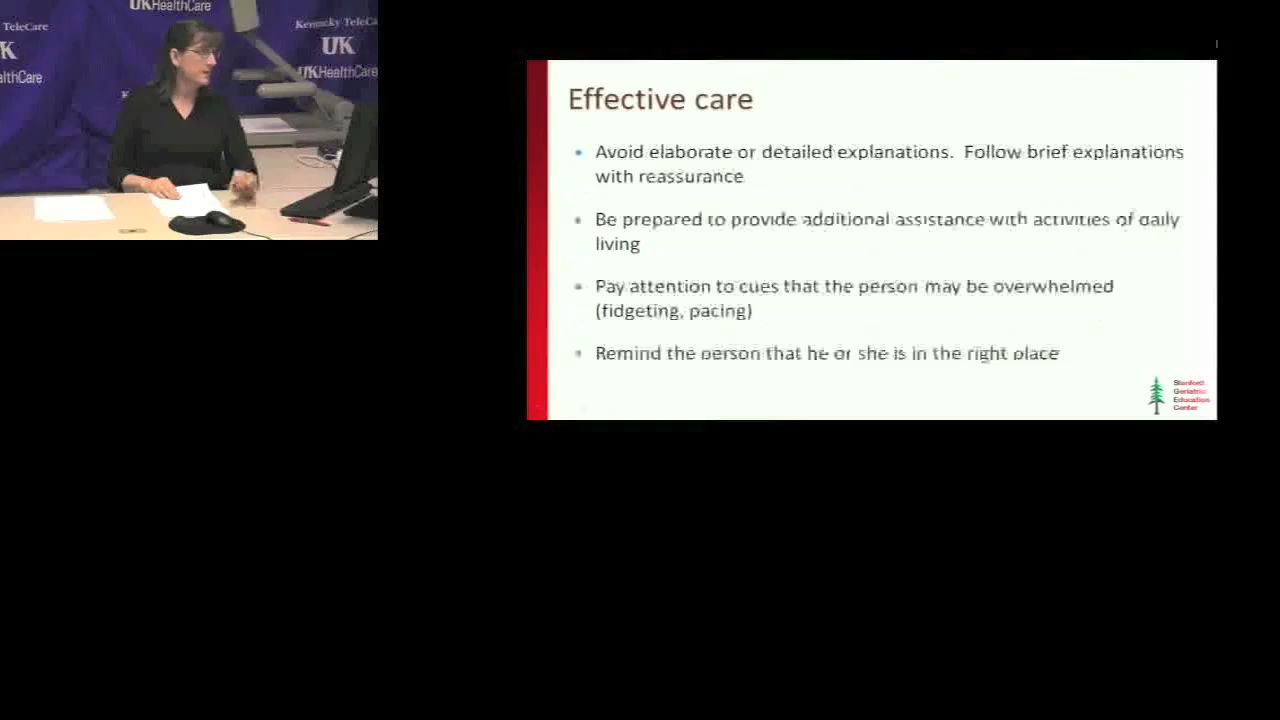 UKHealthCare
TeleCare
Kentucky TeleCa
UK
UKHealthCare
K
althCare
Effective care
• Avoid elaborate or detailed explanations. Follow brief explanations
with reassurance
• Be prepared to provide additional assistance with activities of daily
living
• Pay attention to cues that the person may be overwhelmed
(fidgeting, pacing)
• Remind the person that he or she is in the right place
Stanford
Geriatric
Education
Center